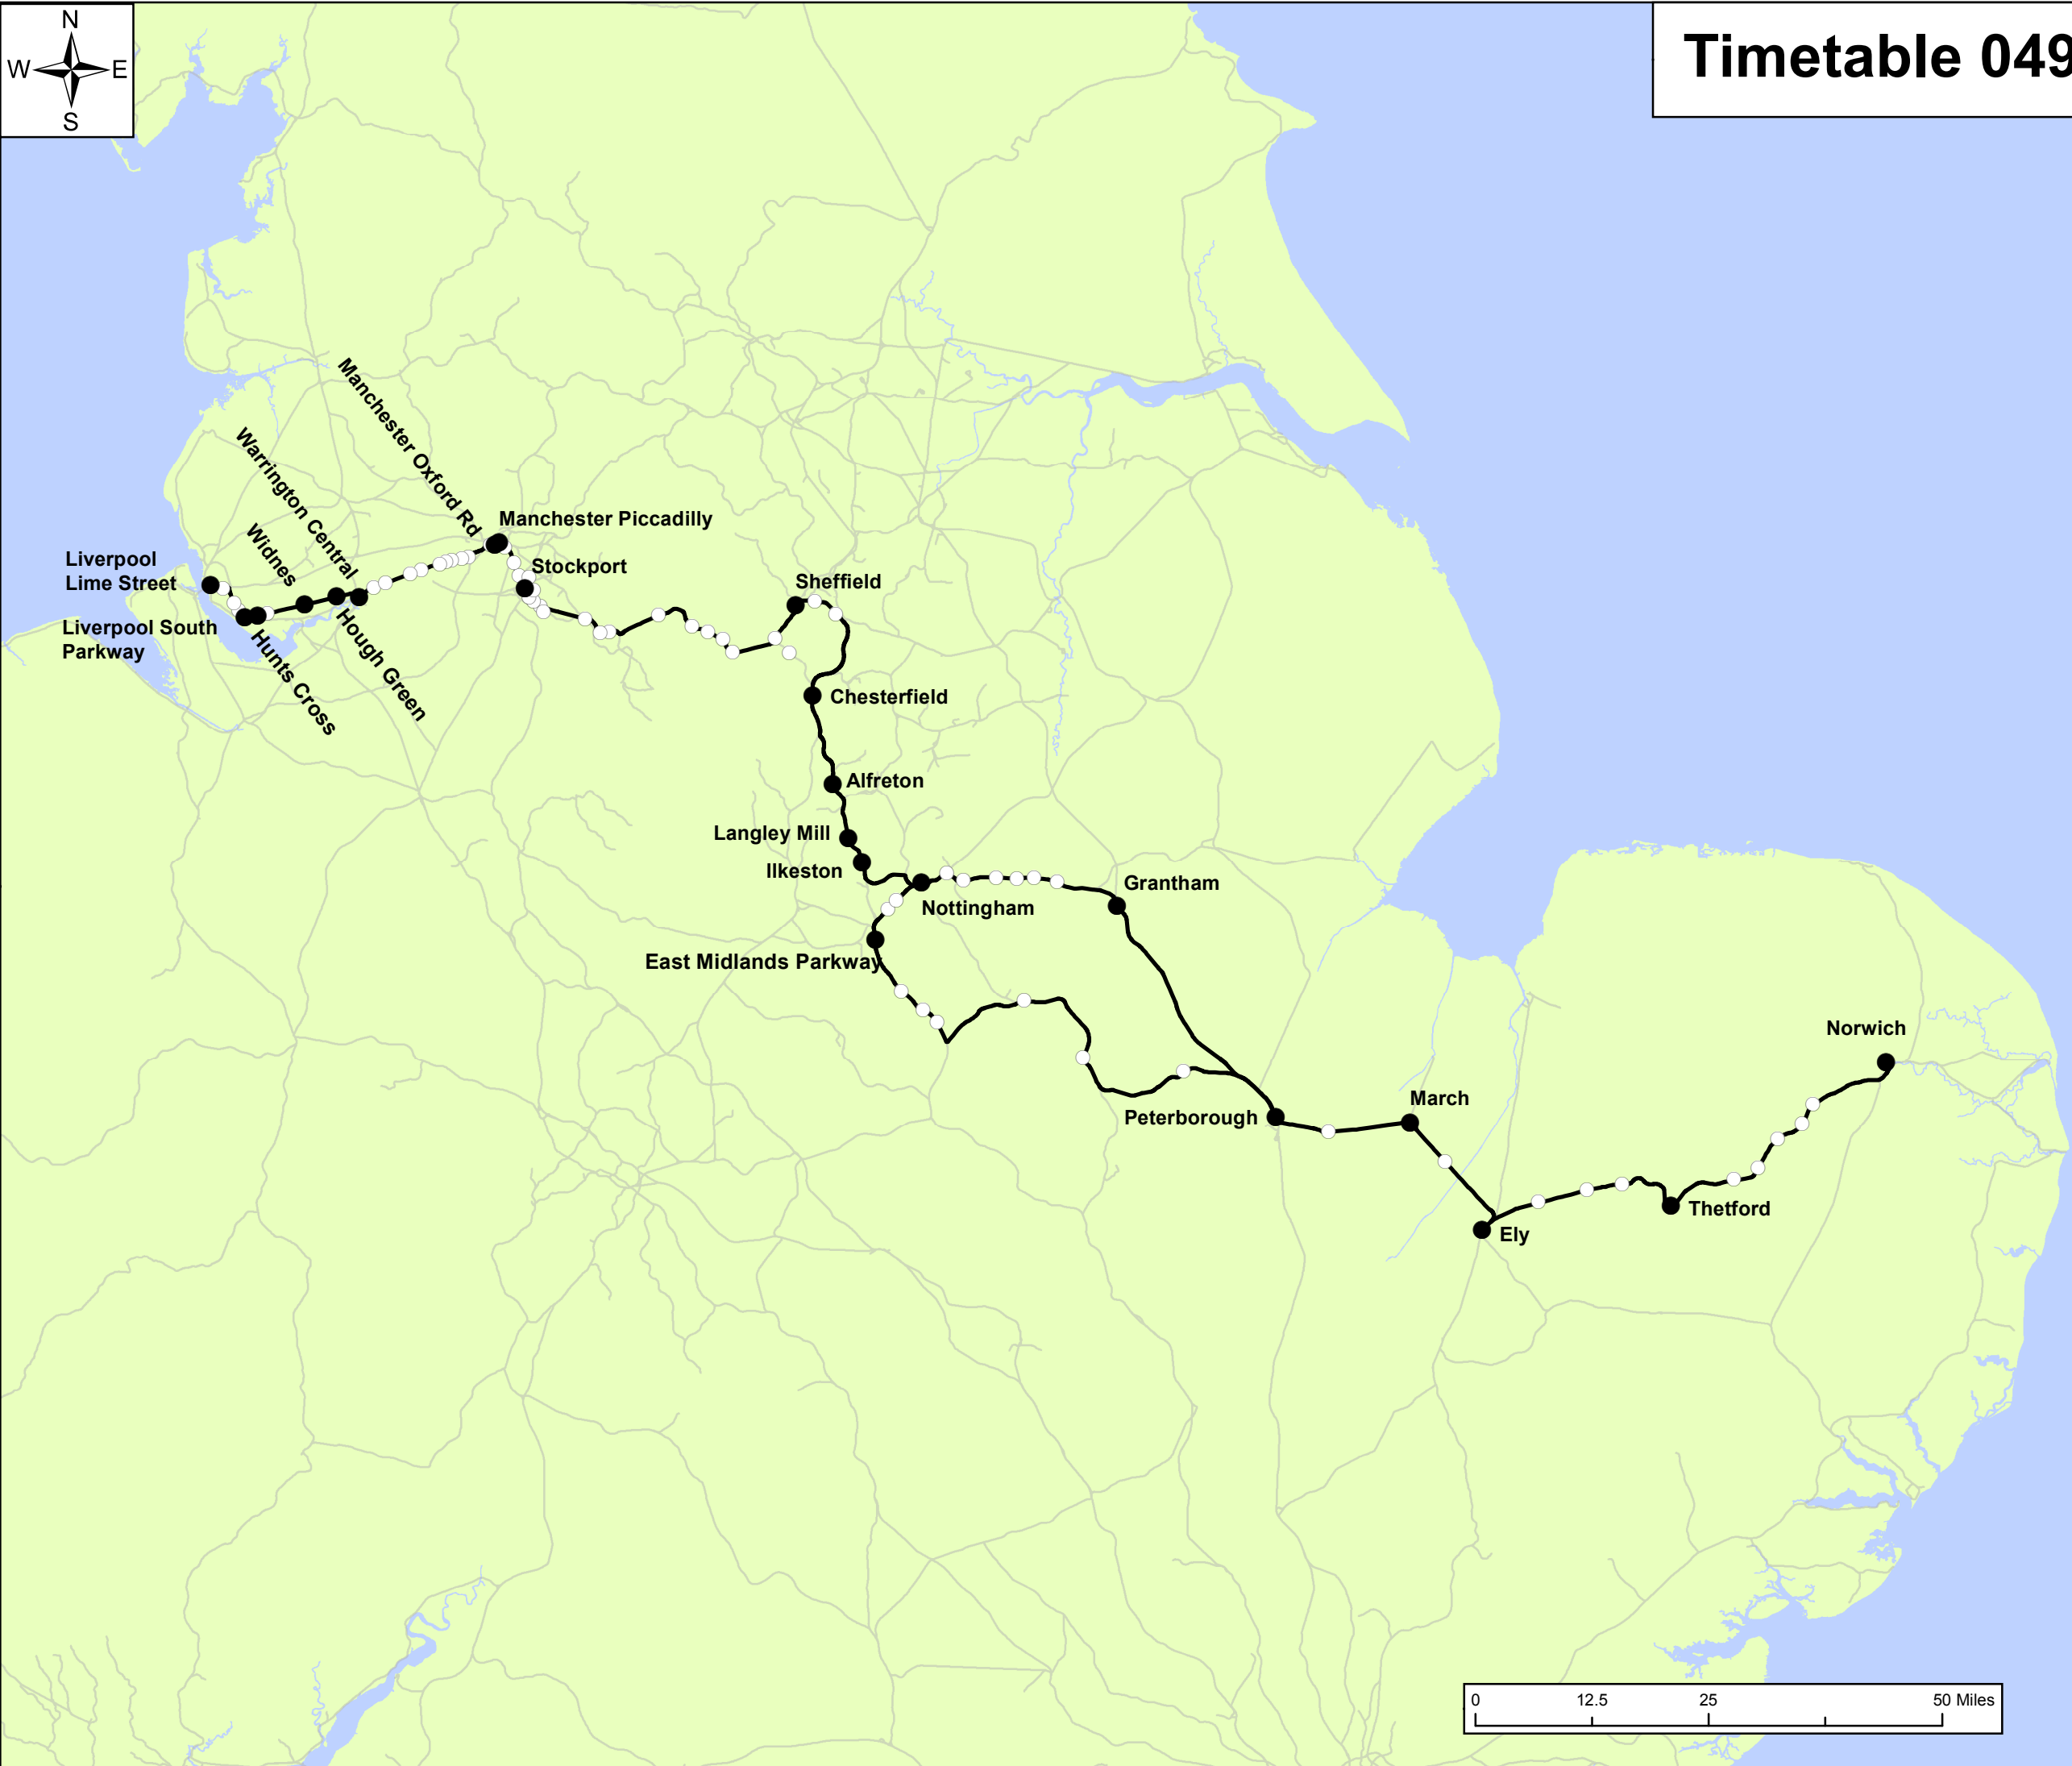 N
W E
S
Timetable 049
Manchester Oxford Rd
Warrington Central
Widnes
Manchester Piccadilly
Liverpool
Lime Street
Stockport
Sheffield
Liverpool South
Parkway
Hunts Cross
Hough Green
Chesterfield
Alfreton
Langley Mill
Ilkeston
Grantham
Nottingham
East Midlands Parkway
Norwich
March
Peterborough
Thetford
Ely
0 12.5 25 50 Miles